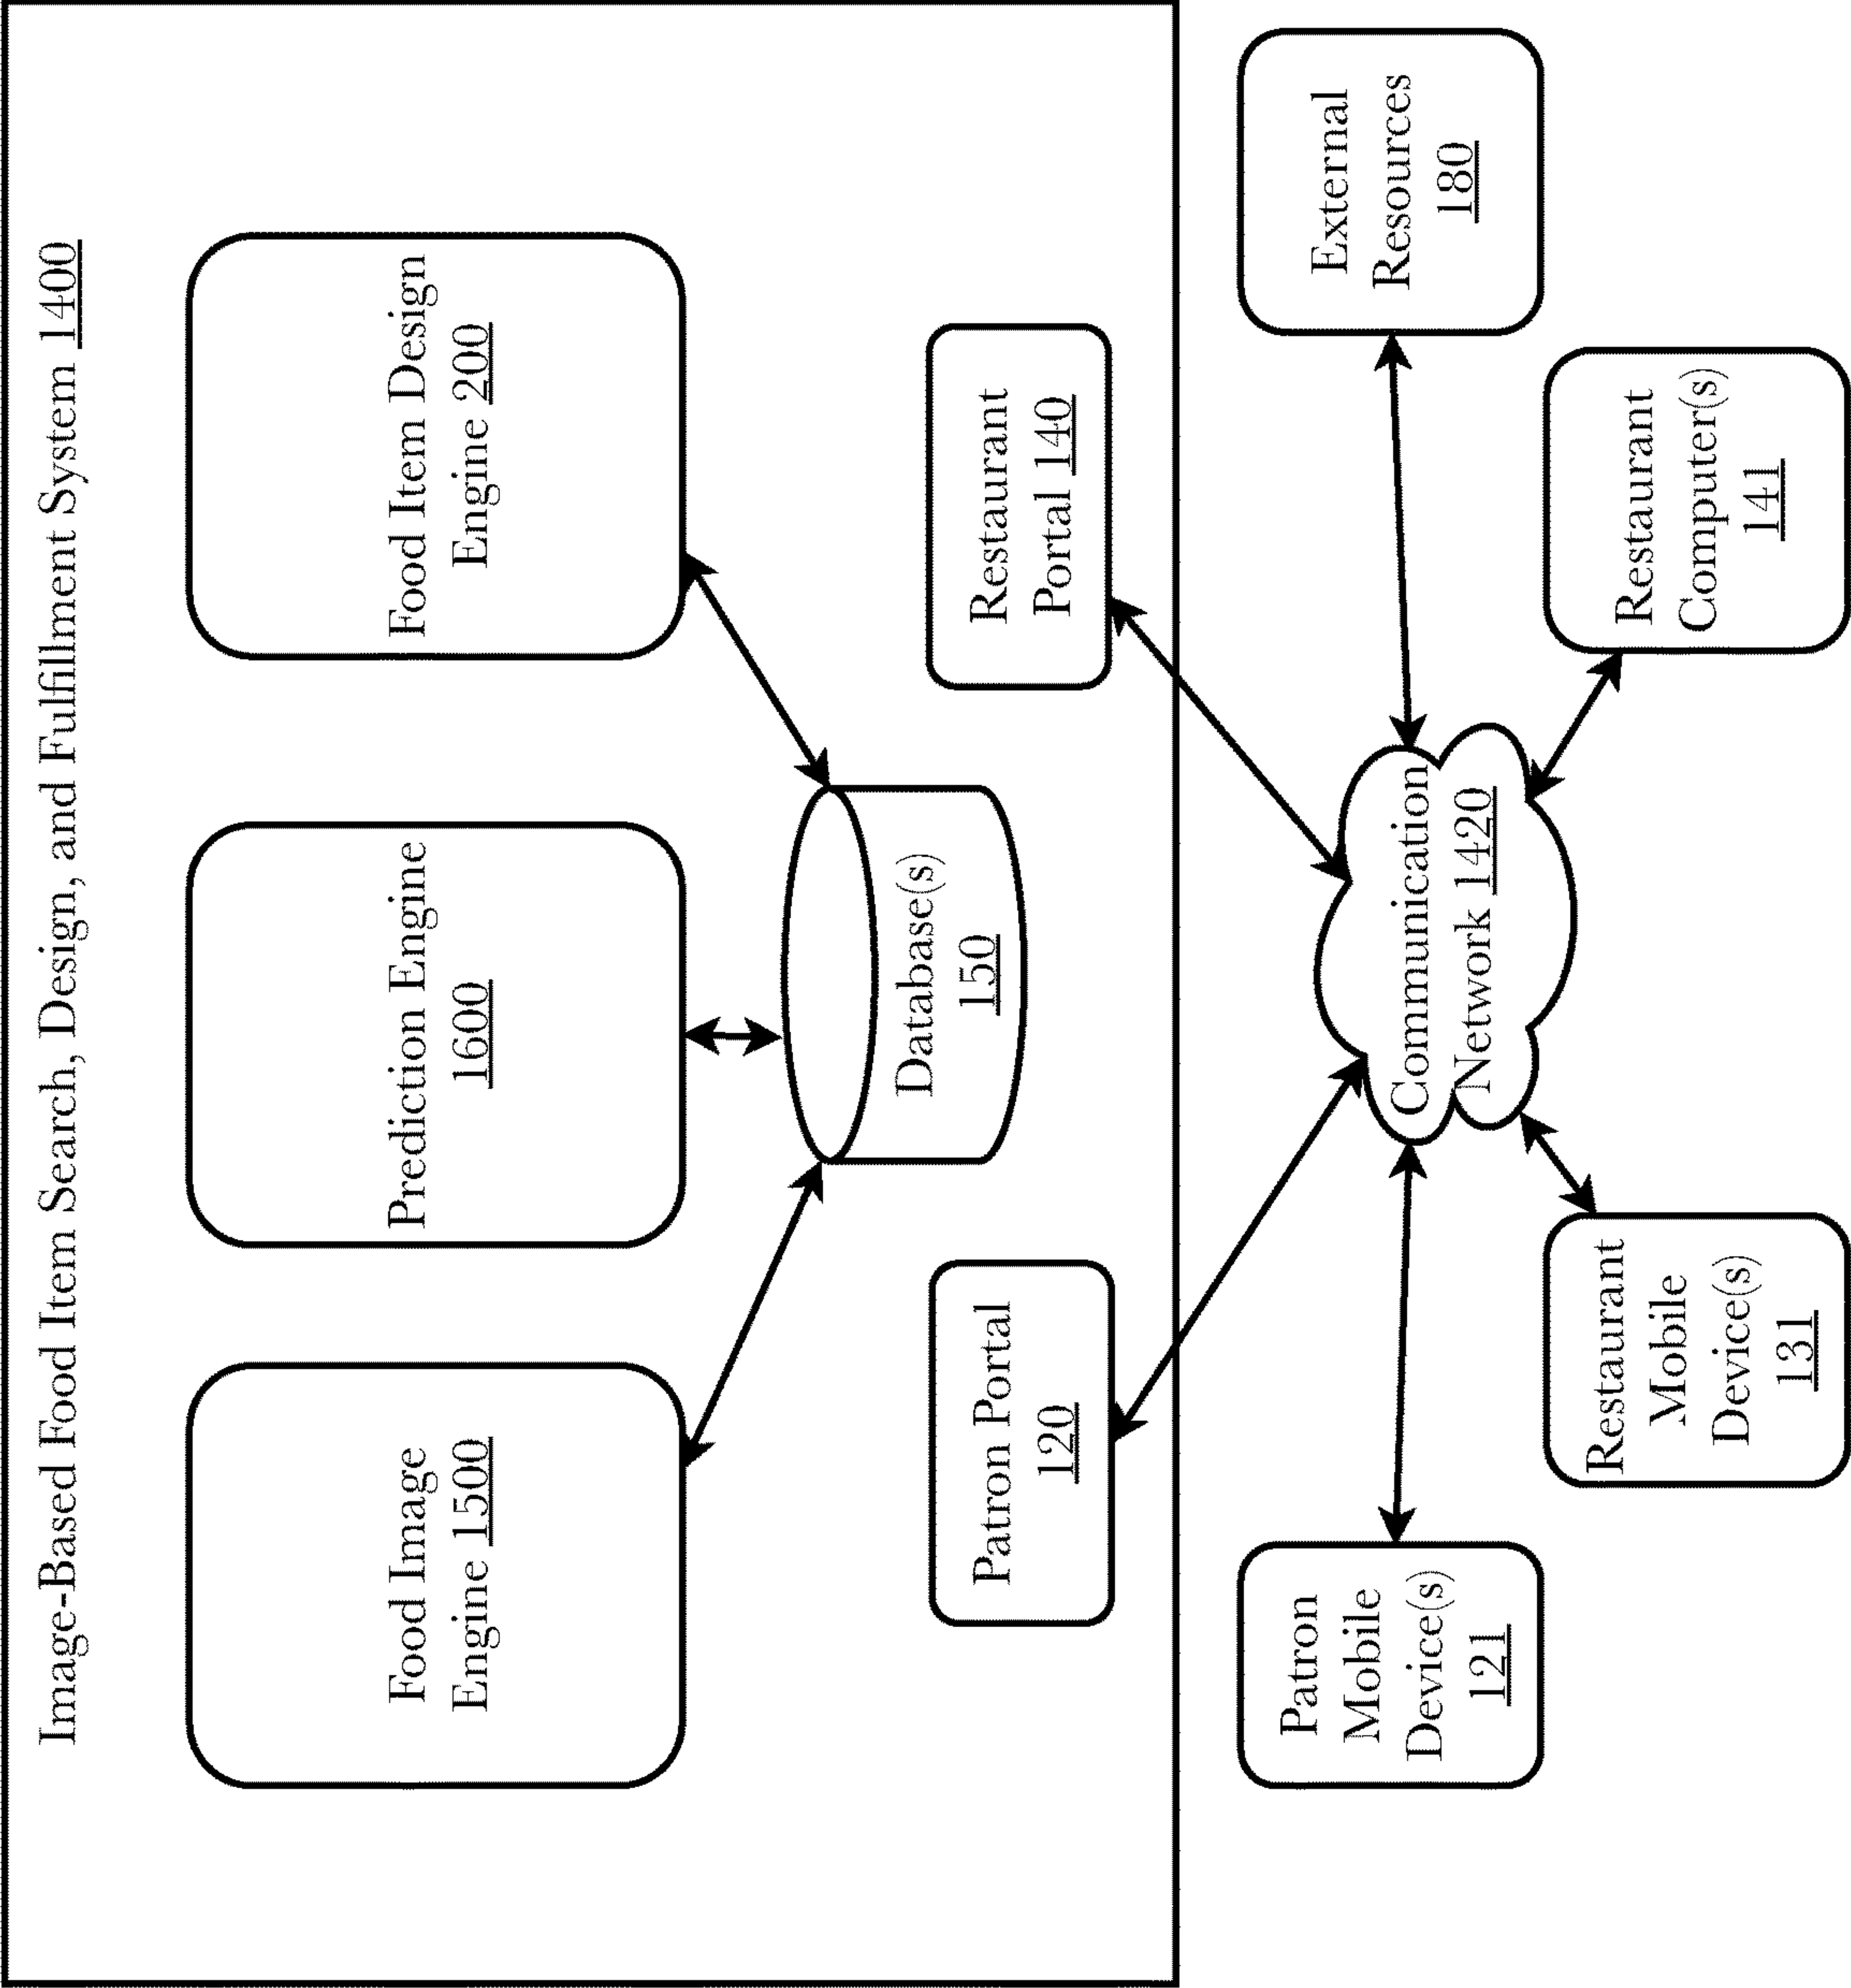 Image-Based Food Item Search, Design, and Fulfillment System 1400
Food Image
Engine 1500
Prediction Engine
1600
Food Item Design
Engine 200
Database(s)
150
Patron Portal
120
Restaurant
Portal 140
Communication
Network 1420
Patron
Mobile
Device(s)
121
Restaurant
Mobile
Device(s)
131
Restaurant
Computer(s)
141
External
Resources
180